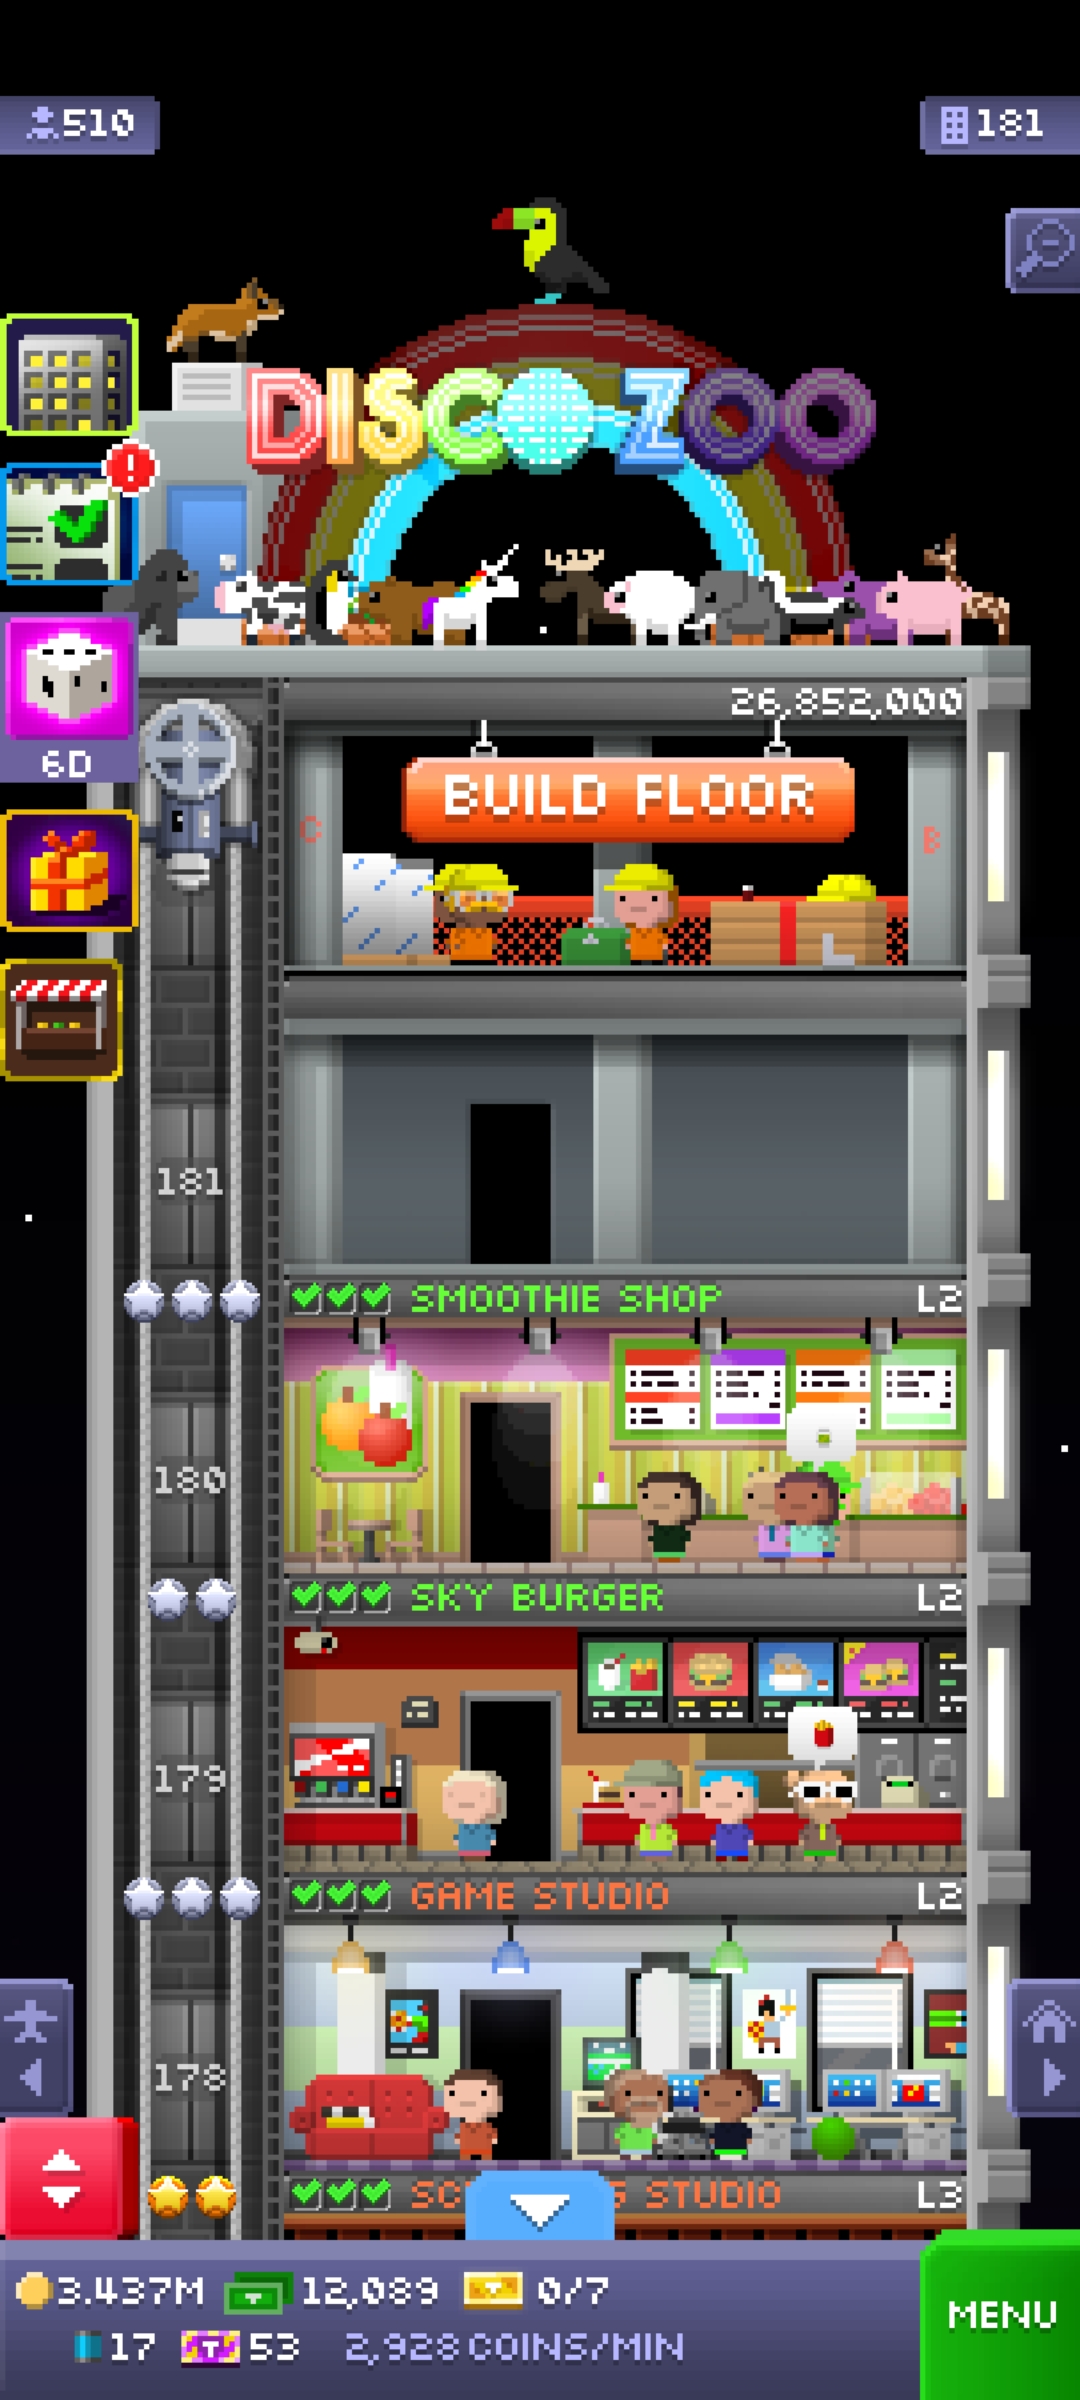 510
181
DISCO ZOO
26,852,000
BUILD FLOOR
C
B
6D
181
SMOOTHIE SHOP L2
180
SKY BURGER L2
179
GAME STUDIO L2
178
STUDIO L3
3.437M 12,089 0/7
17 53 2,928 COINS/MIN
MENU